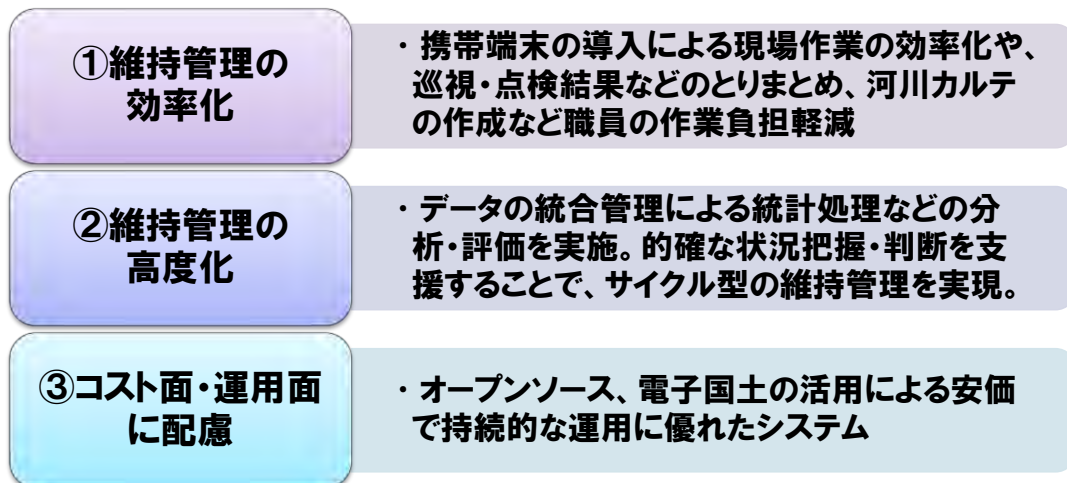 ①維持管理の
効率化
・携帯端末の導入による現場作業の効率化や、
巡視・点検結果などのとりまとめ、河川カルテ
の作成など職員の作業負担軽減
②維持管理の
高度化
・データの統合管理による統計処理などの分
析・評価を実施。的確な状況把握・判断を支
援することで、サイクル型の維持管理を実現。
③コスト面・運用面
に配慮
・オープンソース、電子国土の活用による安価
で持続的な運用に優れたシステム